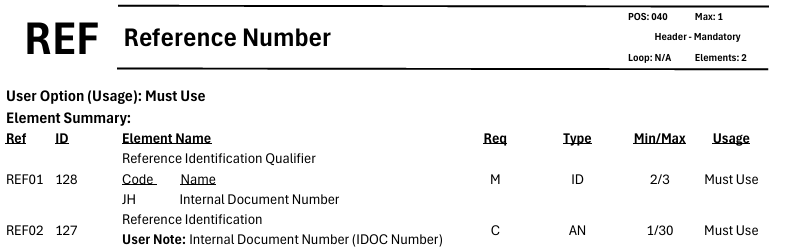 REF Reference Number
POS: 040 Max: 1
Header - Mandatory
Loop: N/A Elements: 2
User Option (Usage): Must Use
Element Summary:
Ref ID Element Name Req Type Min/Max Usage
Reference Identification Qualifier
REF01 128 Code Name M ID 2/3 Must Use
JH Internal Document Number
Reference Identification
REF02 127 C AN 1/30 Must Use
User Note: Internal Document Number (IDOC Number)